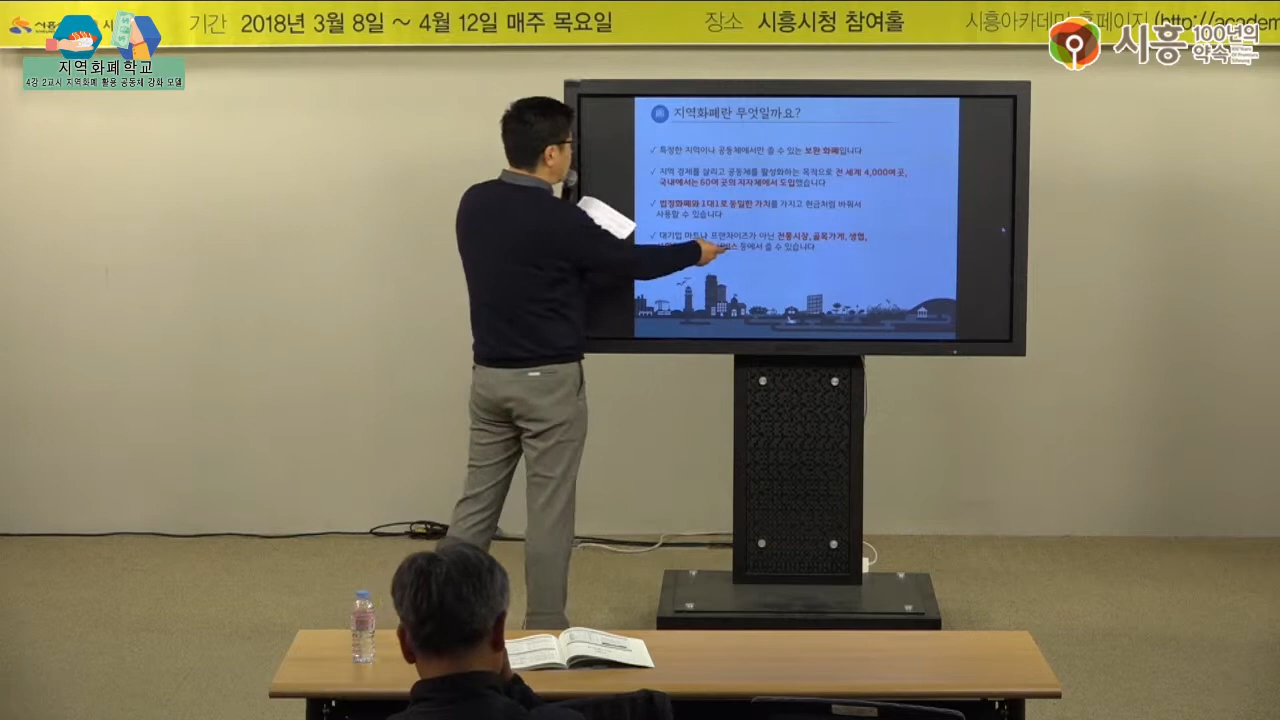 기간 2018년 3월 8일 ~ 4월 12일 매주 목요일
장소 시흥시청 참여홀
시흥아카데미 홈페이지 (http://academ
지역화폐학교
4강 2교시 지역화폐 활용 공동체 강화 모델
시흥 100년의 약속
지역화폐란 무엇일까요?
✓ 특정한 지역이나 공동체에서만 쓸 수 있는 보완 화폐입니다
✓ 지역 경제를 살리고 공동체를 활성화하는 목적으로 전 세계 4,000여 곳,
국내에서는 60여 곳의 지자체에서 도입했습니다
✓ 법정화폐와 1대1로 동일한 가치를 가지고 현금처럼 바꿔서
사용할 수 있습니다
✓ 대기업 마트나 프랜차이즈가 아닌 전통시장, 골목가게, 생협,
등에서 쓸 수 있습니다